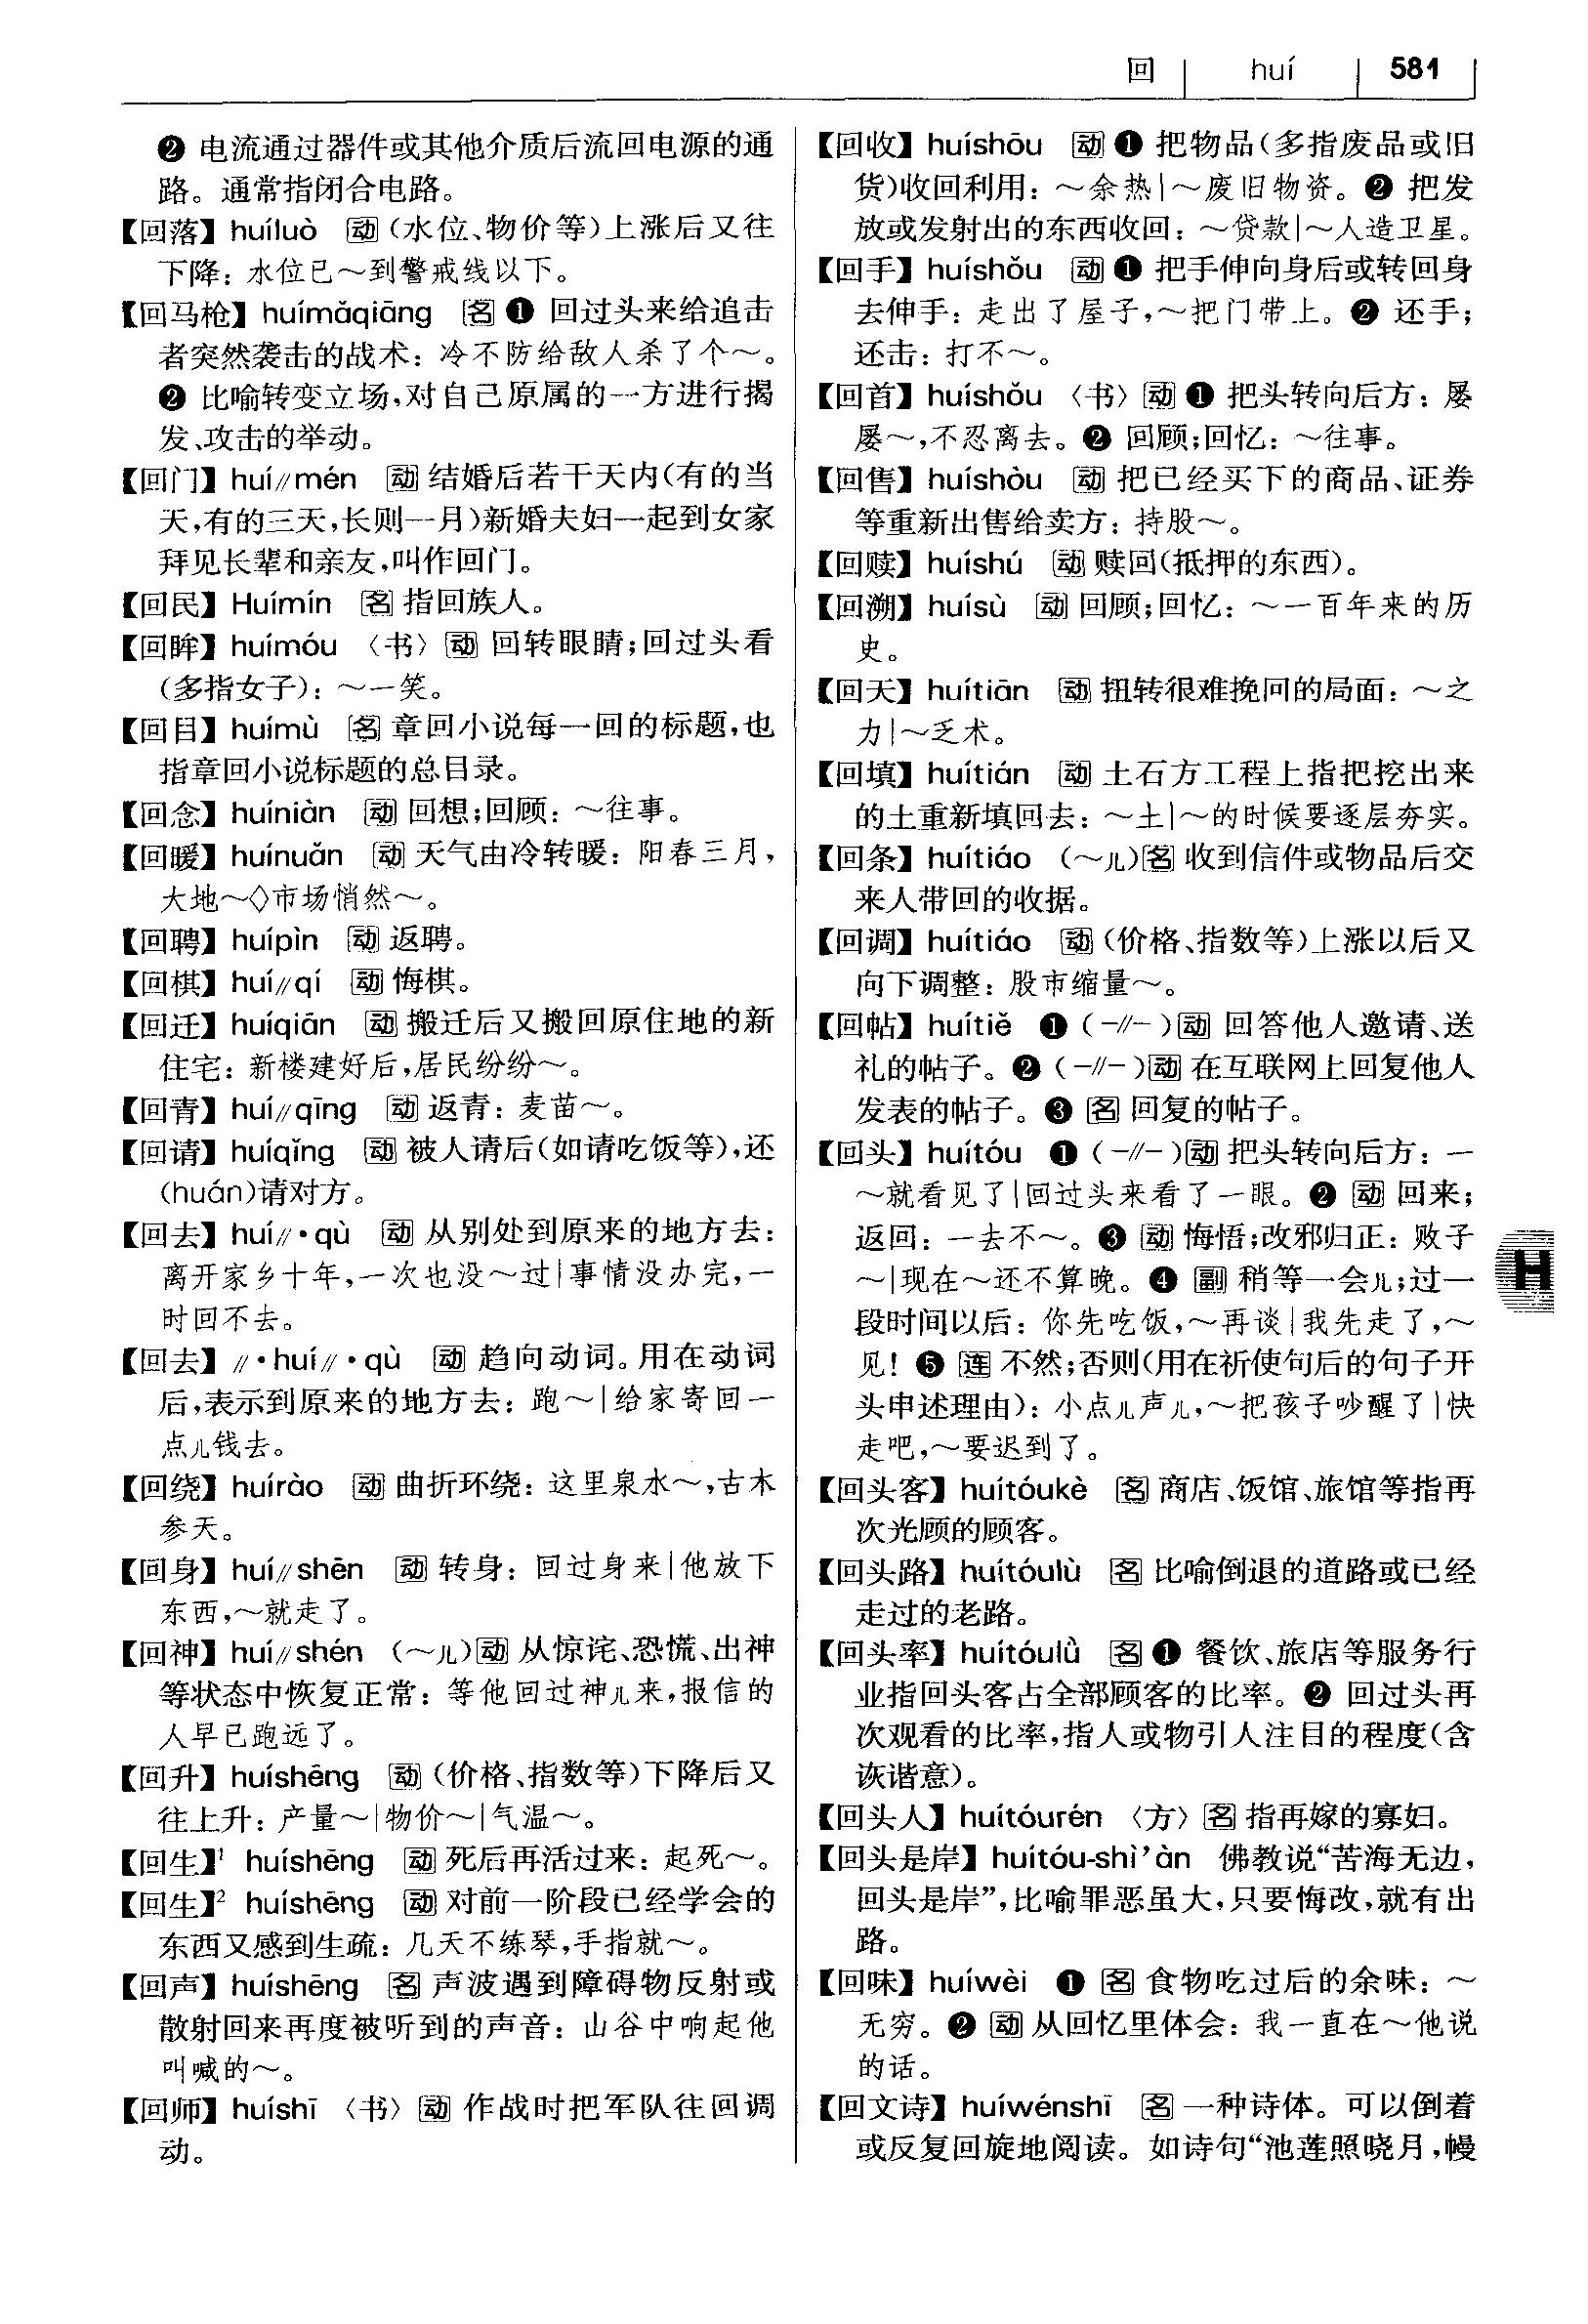 回 | huí | 581
❷ 电流通过器件或其他介质后流回电源的通
路。通常指闭合电路。
【回落】huíluò 动(水位、物价等)上涨后又往
下降：水位已～到警戒线以下。
【回马枪】huímǎqiāng 名❶ 回过头来给追击
者突然袭击的战术：冷不防给敌人杀了个～。
❷ 比喻转变立场，对自己原属的一方进行揭
发、攻击的举动。
【回门】huí//mén 动 结婚后若干天内(有的当
天，有的三天，长则一月)新婚夫妇一起到女家
拜见长辈和亲友，叫作回门。
【回民】Huímín 名 指回族人。
【回眸】huímóu 〈书〉动 回转眼睛；回过头看
(多指女子)：～一笑。
【回目】huímù 名 章回小说每一回的标题，也
指章回小说标题的总目录。
【回念】huíniàn 动 回想；回顾：～往事。
【回暖】huínuǎn 动 天气由冷转暖：阳春三月，
大地～◇市场悄然～。
【回聘】huípìn 动 返聘。
【回棋】huí//qí 动 悔棋。
【回迁】huíqiān 动 搬迁后又搬回原住地的新
住宅：新楼建好后，居民纷纷～。
【回青】huí//qīng 动 返青：麦苗～。
【回请】huíqǐng 动 被人请后(如请吃饭等)，还
(huán)请对方。
【回去】huí//·qù 动 从别处到原来的地方去：
离开家乡十年，一次也没～过|事情没办完，一
时回不去。
【回去】//·huí//·qù 动 趋向动词。用在动词
后，表示到原来的地方去：跑～|给家寄回一
点儿钱去。
【回绕】huírào 动 曲折环绕：这里泉水～，古木
参天。
【回身】huí//shēn 动 转身：回过身来|他放下
东西，～就走了。
【回神】huí//shén (～儿)动 从惊诧、恐慌、出神
等状态中恢复正常：等他回过神儿来，报信的
人早已跑远了。
【回升】huíshēng 动(价格、指数等)下降后又
往上升：产量～|物价～|气温～。
【回生】¹ huíshēng 动 死后再活过来：起死～。
【回生】² huíshēng 动 对前一阶段已经学会的
东西又感到生疏：几天不练琴，手指就～。
【回声】huíshēng 名 声波遇到障碍物反射或
散射回来再度被听到的声音：山谷中响起他
叫喊的～。
【回师】huíshī 〈书〉动 作战时把军队往回调
动。
【回收】huíshōu 动❶ 把物品(多指废品或旧
货)收回利用：～余热|～废旧物资。❷ 把发
放或发射出的东西收回：～贷款|～人造卫星。
【回手】huíshǒu 动❶ 把手伸向身后或转回身
去伸手：走出了屋子，～把门带上。❷ 还手；
还击：打不～。
【回首】huíshǒu 〈书〉动❶ 把头转向后方：屡
屡～，不忍离去。❷ 回顾；回忆：～往事。
【回售】huíshòu 动 把已经买下的商品、证券
等重新出售给卖方：持股～。
【回赎】huíshú 动 赎回(抵押的东西)。
【回溯】huísù 动 回顾；回忆：～一百年来的历
史。
【回天】huítiān 动 扭转很难挽回的局面：～之
力|～乏术。
【回填】huítián 动 土石方工程上指把挖出来
的土重新填回去：～土|～的时候要逐层夯实。
【回条】huítiáo (～儿)名 收到信件或物品后交
来人带回的收据。
【回调】huítiáo 动(价格、指数等)上涨以后又
向下调整：股市缩量～。
【回帖】huítiě ❶(-//-)动 回答他人邀请、送
礼的帖子。❷(-//-)动 在互联网上回复他人
发表的帖子。❸ 名 回复的帖子。
【回头】huítóu ❶(-//-)动 把头转向后方：一
～就看见了|回过头来看了一眼。❷ 动 回来；
返回：一去不～。❸ 动 悔悟；改邪归正：败子
～|现在～还不算晚。❹ 副 稍等一会儿；过一
段时间以后：你先吃饭，～再谈|我先走了，～
见！❺ 连 不然；否则(用在祈使句后的句子开
头申述理由)：小点儿声儿，～把孩子吵醒了|快
走吧，～要迟到了。
【回头客】huítóukè 名 商店、饭馆、旅馆等指再
次光顾的顾客。
【回头路】huítóulù 名 比喻倒退的道路或已经
走过的老路。
【回头率】huítóulǜ 名❶ 餐饮、旅店等服务行
业指回头客占全部顾客的比率。❷ 回过头再
次观看的比率，指人或物引人注目的程度(含
诙谐意)。
【回头人】huítóurén 〈方〉名 指再嫁的寡妇。
【回头是岸】huítóu-shì'àn 佛教说“苦海无边，
回头是岸”，比喻罪恶虽大，只要悔改，就有出
路。
【回味】huíwèi ❶ 名 食物吃过后的余味：～
无穷。❷ 动 从回忆里体会：我一直在～他说
的话。
【回文诗】huíwénshī 名 一种诗体。可以倒着
或反复回旋地阅读。如诗句“池莲照晓月，幔
H